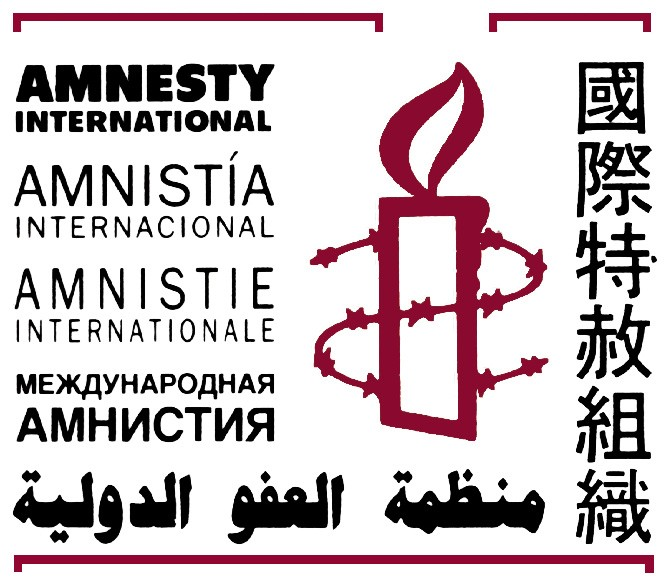 AMNESTY
INTERNATIONAL
AMNISTÍA
INTERNACIONAL
AMNISTIE
INTERNATIONALE
МЕЖДУНАРОДНАЯ
АМНИСТИЯ
منظمة العفو الدولية
國際特赦組織